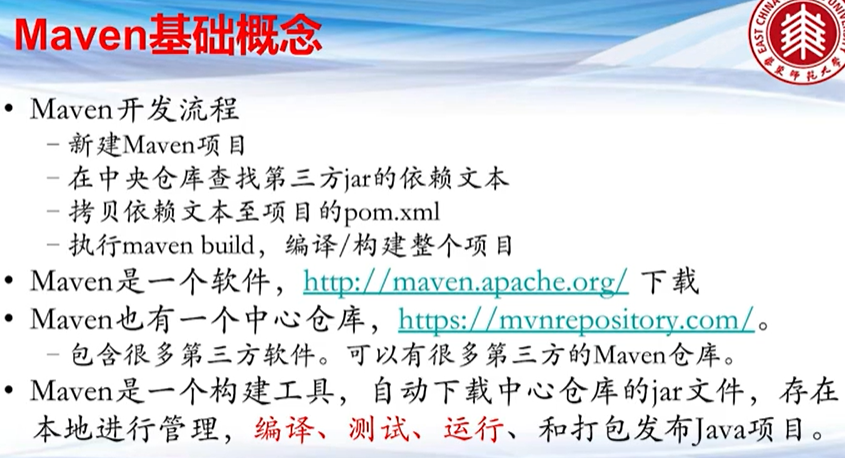 Maven基础概念
EAST CHINA
华东师范大学
• Maven开发流程
– 新建Maven项目
– 在中央仓库查找第三方jar的依赖文本
– 拷贝依赖文本至项目的pom.xml
– 执行maven build，编译/构建整个项目
• Maven是一个软件，http://maven.apache.org/ 下载
• Maven也有一个中心仓库，https://mvnrepository.com/。
– 包含很多第三方软件。可以有很多第三方的Maven仓库。
• Maven是一个构建工具，自动下载中心仓库的jar文件，存在
本地进行管理，编译、测试、运行、和打包发布Java项目。